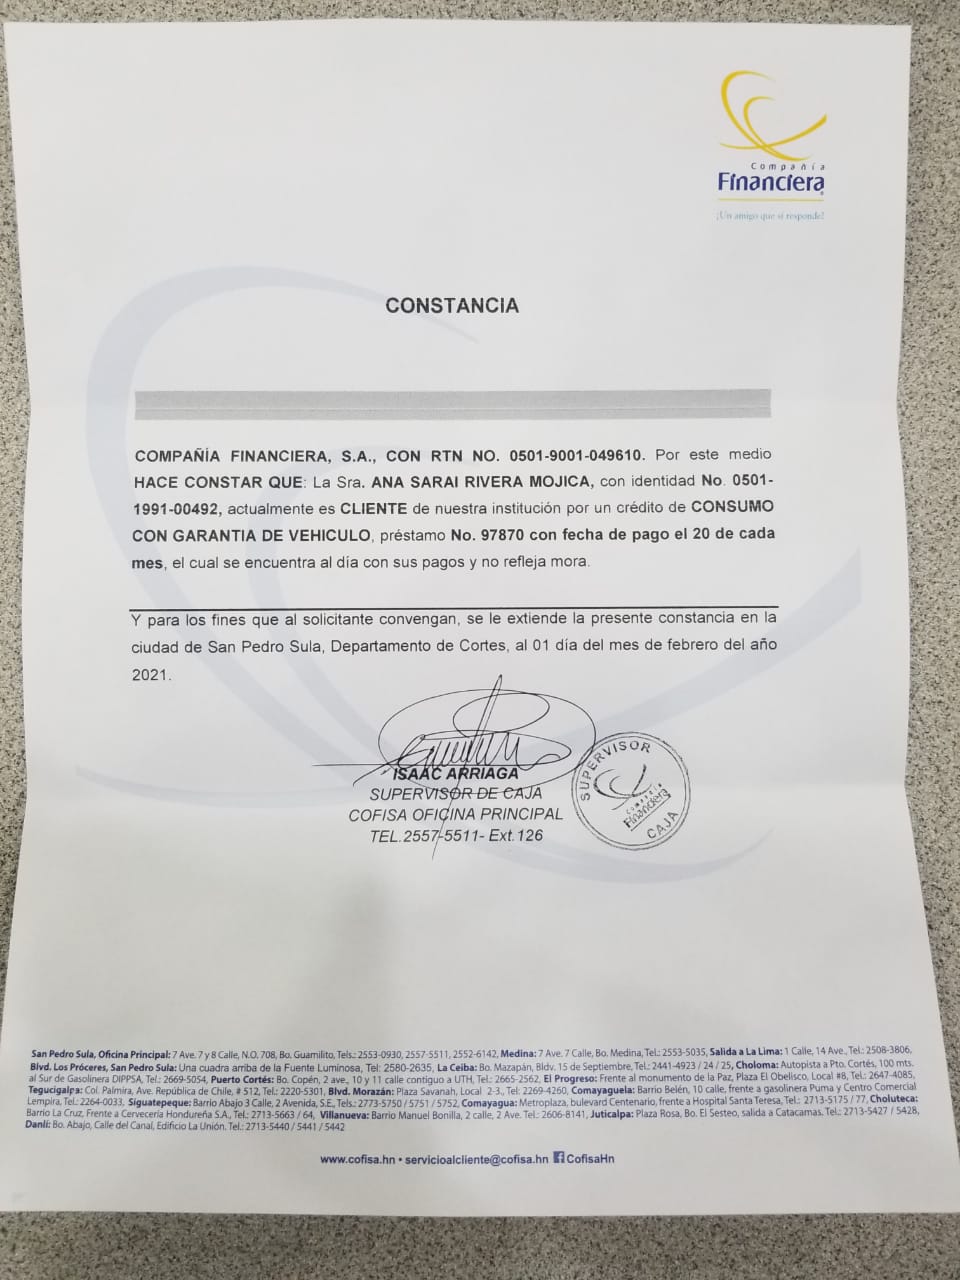 Compañía
Financiera
¡Un amigo que sí responde!
CONSTANCIA
COMPAÑÍA FINANCIERA, S.A., CON RTN NO. 0501-9001-049610. Por este medio
HACE CONSTAR QUE: La Sra. ANA SARAI RIVERA MOJICA, con identidad No. 0501-
1991-00492, actualmente es CLIENTE de nuestra institución por un crédito de CONSUMO
CON GARANTIA DE VEHICULO, préstamo No. 97870 con fecha de pago el 20 de cada
mes, el cual se encuentra al día con sus pagos y no refleja mora.
Y para los fines que al solicitante convengan, se le extiende la presente constancia en la
ciudad de San Pedro Sula, Departamento de Cortes, al 01 día del mes de febrero del año
2021.
ISAAC ARRIAGA
SUPERVISOR DE CAJA
COFISA OFICINA PRINCIPAL
TEL.2557-5511- Ext.126
SUPERVISOR
Compañía
Financiera
CAJA
San Pedro Sula, Oficina Principal: 7 Ave. 7 y 8 Calle, N.O. 708, Bo. Guamilito, Tels.: 2553-0930, 2557-5511, 2552-6142, Medina: 7 Ave. 7 Calle, Bo. Medina, Tel.: 2553-5035, Salida a La Lima: 1 Calle, 14 Ave., Tel.: 2508-3806,
Blvd. Los Próceres, San Pedro Sula: Una cuadra arriba de la Fuente Luminosa, Tel: 2580-2635, La Ceiba: Bo. Mazapán, Bldv. 15 de Septiembre, Tel.: 2441-4923 / 24 / 25, Choloma: Autopista a Pto. Cortés, 100 mts.
al Sur de Gasolinera DIPPSA, Tel.: 2669-5054, Puerto Cortés: Bo. Copén, 2 ave., 10 y 11 calle contiguo a UTH, Tel.: 2665-2562, El Progreso: Frente al monumento de la Paz, Plaza El Obelisco, Local #8, Tel.: 2647-4085,
Tegucigalpa: Col. Palmira, Ave. República de Chile, # 512, Tel.: 2220-5301, Blvd. Morazán: Plaza Savanah, Local 2-3., Tel. 2269-4260, Comayaguela: Barrio Belén, 10 calle, frente a gasolinera Puma y Centro Comercial
Lempira, Tel.: 2264-0033, Siguatepeque: Barrio Abajo 3 Calle, 2 Avenida, S.E., Tels.: 2773-5750 / 5751 / 5752, Comayagua: Metroplaza, bulevard Centenario, frente a Hospital Santa Teresa, Tel.: 2713-5175 / 77, Choluteca:
Barrio La Cruz, Frente a Cervecería Hondureña S.A., Tel.: 2713-5663 / 64, Villanueva: Barrio Manuel Bonilla, 2 calle, 2 Ave. Tel.: 2606-8141, Juticalpa: Plaza Rosa, Bo. El Sesteo, salida a Catacamas. Tel.: 2713-5427 / 5428,
Danlí: Bo. Abajo, Calle del Canal, Edificio La Unión. Tel.: 2713-5440 / 5441 / 5442
www.cofisa.hn • servicioalcliente@cofisa.hn CofisaHn